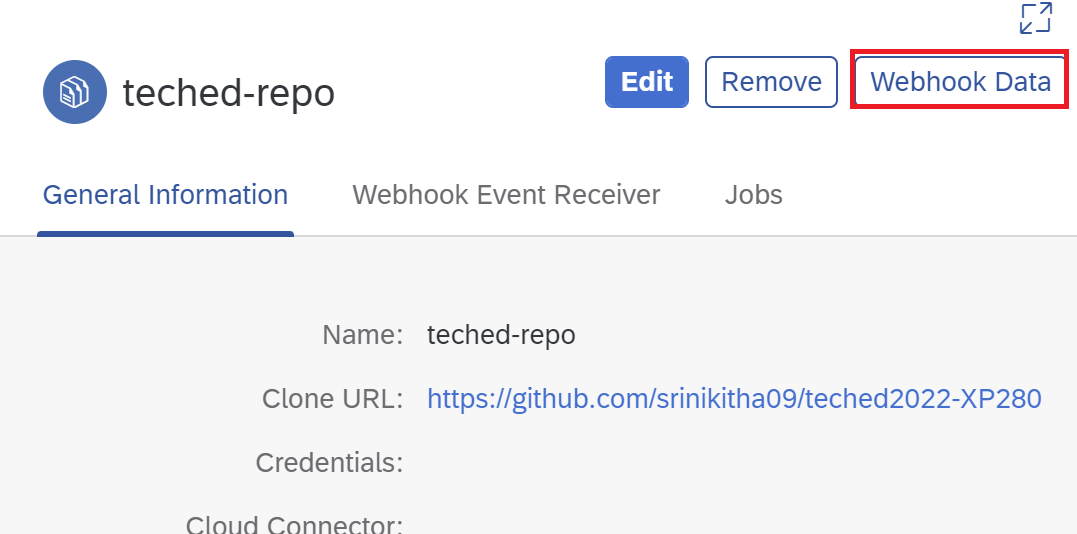 teched-repo
Edit Remove Webhook Data
General Information Webhook Event Receiver Jobs
Name: teched-repo
Clone URL: https://github.com/srinikitha09/teched2022-XP280
Credentials:
Cloud Connector: